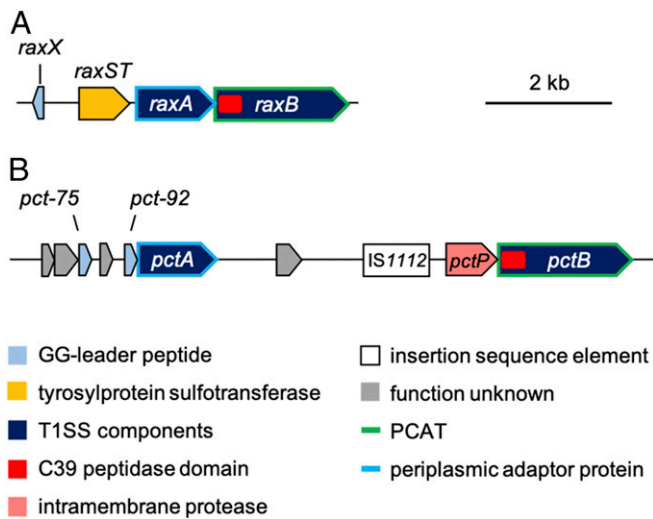 A
raxX
raxST
raxA
raxB
2 kb
B
pct-75
pct-92
pctA
IS1112
pctP
pctB
GG-leader peptide
tyrosylprotein sulfotransferase
T1SS components
C39 peptidase domain
intramembrane protease
insertion sequence element
function unknown
PCAT
periplasmic adaptor protein